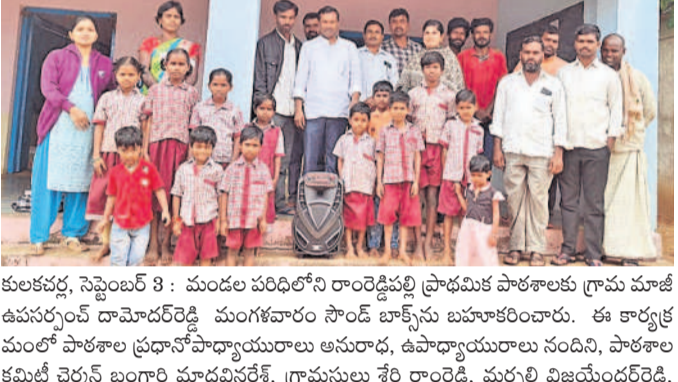 కులకచర్ల, సెప్టెంబర్ 3 : మండల పరిధిలోని రాంరెడ్డిపల్లి ప్రాథమిక పాఠశాలకు గ్రామ మాజీ
ఉపసర్పంచ్ దామోదర్‌రెడ్డి మంగళవారం సౌండ్ బాక్స్‌ను బహూకరించారు. ఈ కార్యక్ర
మంలో పాఠశాల ప్రధానోపాధ్యాయురాలు అనురాధ, ఉపాధ్యాయురాలు నందిని, పాఠశాల
కమిటీ చైర్మన్ బంగారి మాధవినరేశ్, గ్రామస్తులు శేరి రాంరెడ్డి, మర్పల్లి విజయేందర్‌రెడ్డి,